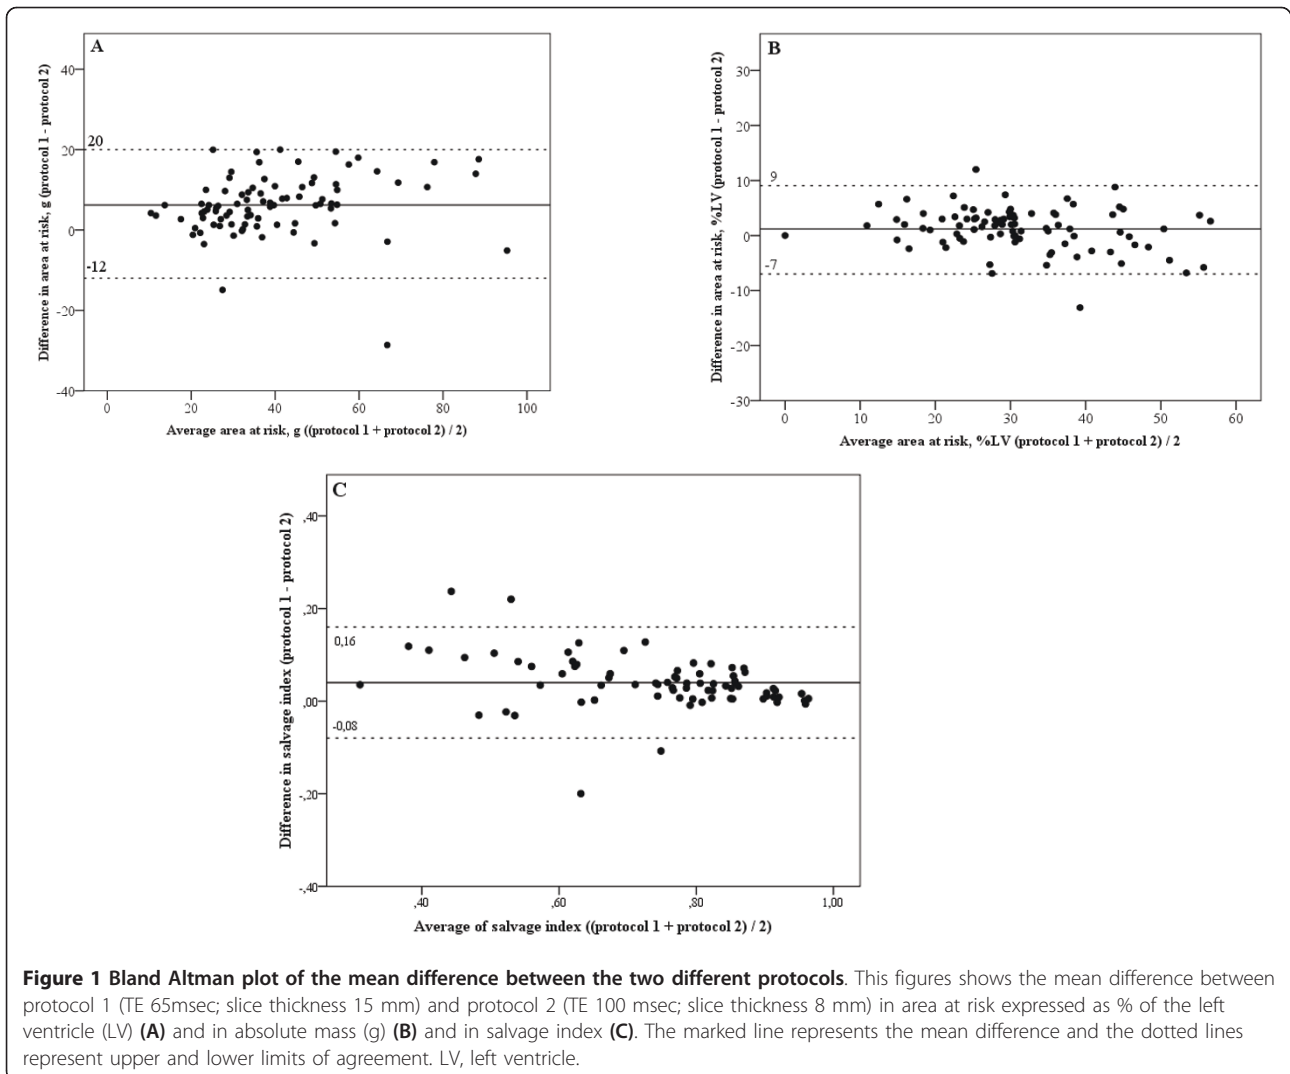 A
Difference in area at risk, g (protocol 1 - protocol 2)
40
20
0
-20
-40
20
-12
0 20 40 60 80 100
Average area at risk, g ((protocol 1 + protocol 2) / 2)
B
Difference in area at risk, %LV (protocol 1 - protocol 2)
30
20
10
0
-10
-20
-30
9
-7
0 10 20 30 40 50 60
Average area at risk, %LV (protocol 1 + protocol 2) / 2
C
Difference in salvage index (protocol 1 - protocol 2)
,40
,20
,00
-,20
-,40
0,16
-0,08
,40 ,60 ,80 1,00
Average of salvage index ((protocol 1 + protocol 2) / 2)
Figure 1 Bland Altman plot of the mean difference between the two different protocols. This figures shows the mean difference between
protocol 1 (TE 65msec; slice thickness 15 mm) and protocol 2 (TE 100 msec; slice thickness 8 mm) in area at risk expressed as % of the left
ventricle (LV) (A) and in absolute mass (g) (B) and in salvage index (C). The marked line represents the mean difference and the dotted lines
represent upper and lower limits of agreement. LV, left ventricle.